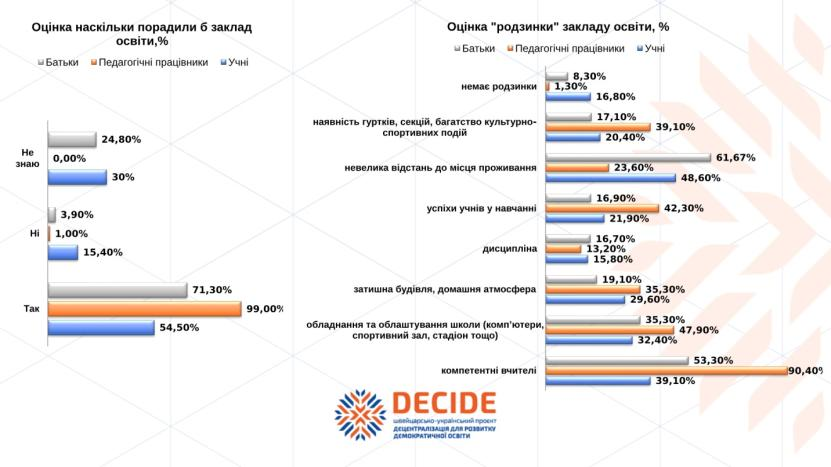 Оцінка наскільки порадили б заклад
освіти,%
Батьки Педагогічні працівники Учні
24,80%
Не
знаю
0,00%
30%
3,90%
Ні
1,00%
15,40%
71,30%
Так
99,00%
54,50%
Оцінка "родзинки" закладу освіти, %
Батьки Педагогічні працівники Учні
8,30%
немає родзинки
1,30%
16,80%
17,10%
наявність гуртків, секцій, багатство культурно-
спортивних подій
39,10%
20,40%
61,67%
невелика відстань до місця проживання
23,60%
48,60%
16,90%
успіхи учнів у навчанні
42,30%
21,90%
16,70%
дисципліна
13,20%
15,80%
19,10%
затишна будівля, домашня атмосфера
35,30%
29,60%
35,30%
обладнання та облаштування школи (комп’ютери,
спортивний зал, стадіон тощо)
47,90%
32,40%
53,30%
компетентні вчителі
90,40%
39,10%
DECIDE
швейцарсько-український проєкт
ДЕЦЕНТРАЛІЗАЦІЯ ДЛЯ РОЗВИТКУ
ДЕМОКРАТИЧНОЇ ОСВІТИ